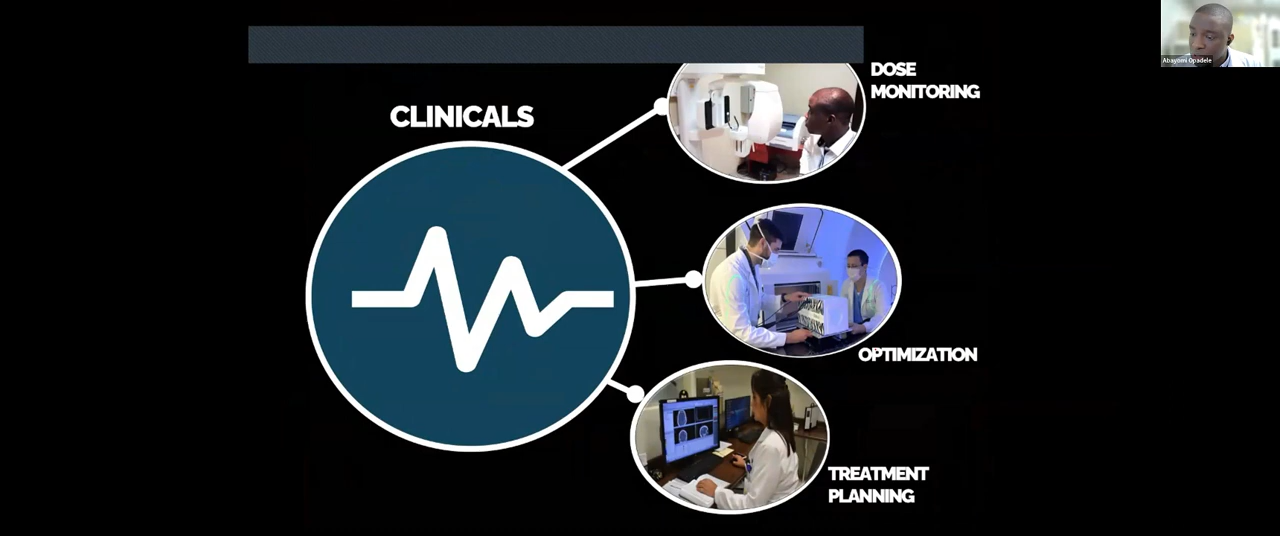 CLINICALS
DOSE
MONITORING
OPTIMIZATION
TREATMENT
PLANNING
Abayomi Opadele